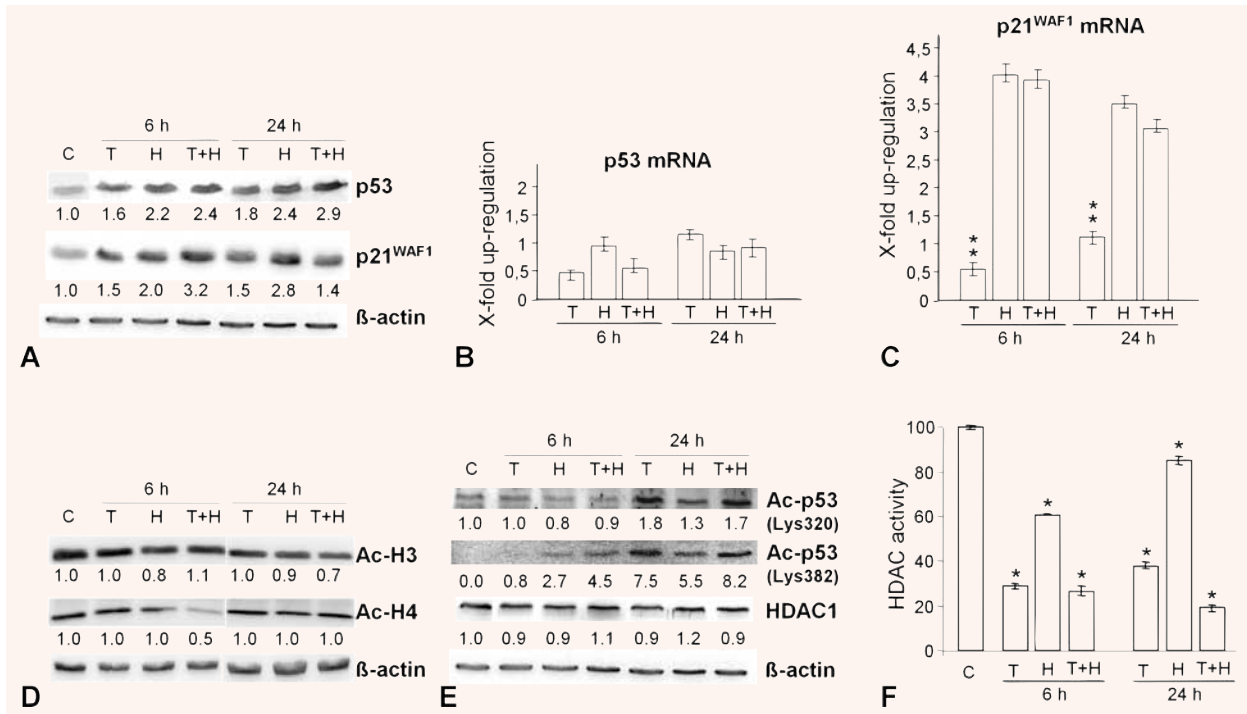 6 h 24 h
C T H T+H T H T+H
p53
1.0 1.6 2.2 2.4 1.8 2.4 2.9
p21WAF1
1.0 1.5 2.0 3.2 1.5 2.8 1.4
ß-actin
A
p53 mRNA
X-fold up-regulation
2
1,5
1
0,5
0
T H T+H T H T+H
6 h 24 h
B
p21WAF1 mRNA
X-fold up-regulation
4,5
4
3,5
3
2,5
2
1,5
1
0,5
0
* *
* *
T H T+H T H T+H
6 h 24 h
C
6 h 24 h
C T H T+H T H T+H
Ac-H3
1.0 1.0 0.8 1.1 1.0 0.9 0.7
Ac-H4
1.0 1.0 1.0 0.5 1.0 1.0 1.0
ß-actin
D
6 h 24 h
C T H T+H T H T+H
Ac-p53
1.0 1.0 0.8 0.9 1.8 1.3 1.7 (Lys320)
Ac-p53
0.0 0.8 2.7 4.5 7.5 5.5 8.2 (Lys382)
HDAC1
1.0 0.9 0.9 1.1 0.9 1.2 0.9
ß-actin
E
HDAC activity
100
80
60
40
20
0
* * * * * *
C T H T+H T H T+H
6 h 24 h
F